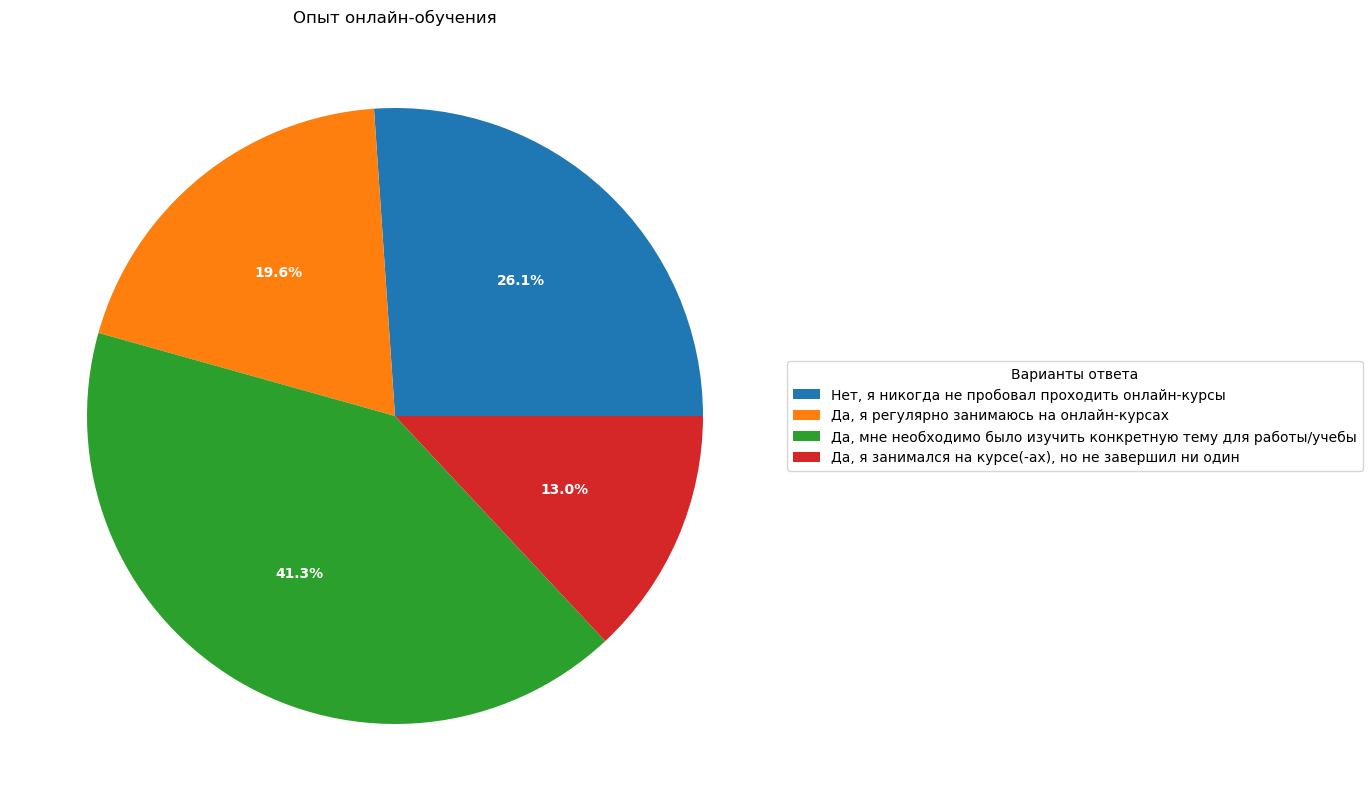 Опыт онлайн-обучения
26.1%
19.6%
41.3%
13.0%
Варианты ответа
Нет, я никогда не пробовал проходить онлайн-курсы
Да, я регулярно занимаюсь на онлайн-курсах
Да, мне необходимо было изучить конкретную тему для работы/учебы
Да, я занимался на курсе(-ах), но не завершил ни один